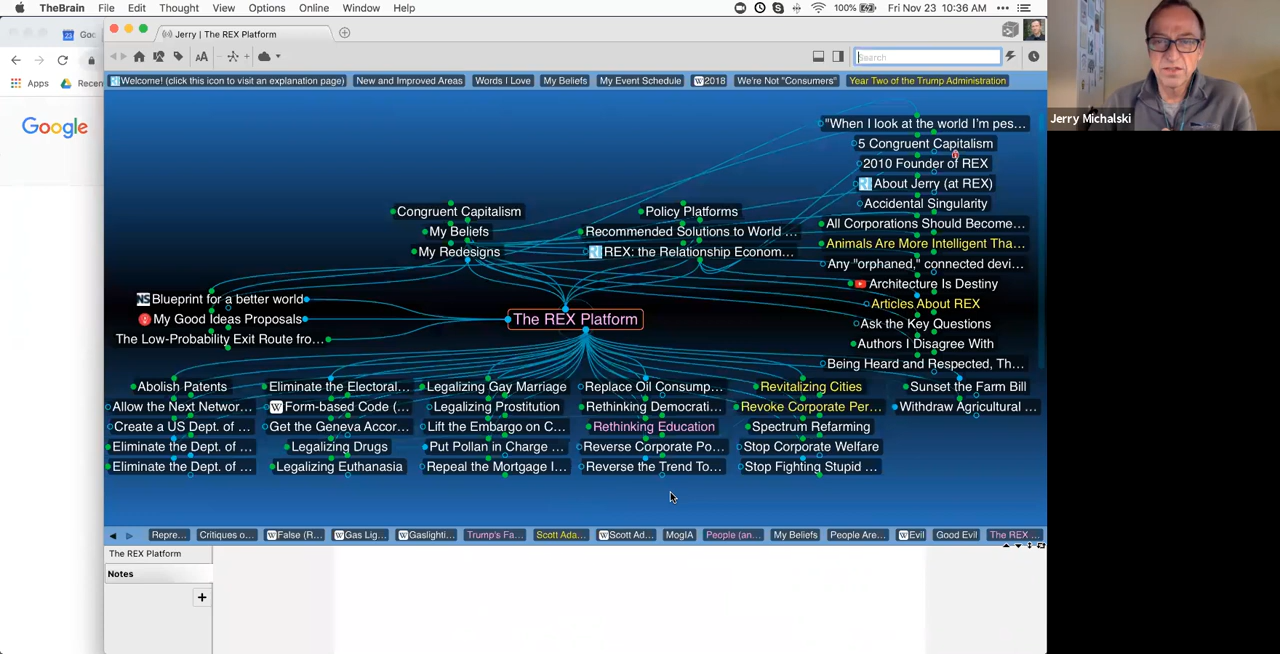 TheBrain File Edit Thought View Options Online Window Help
100% Fri Nov 23 10:36 AM
23 Goo
Jerry | The REX Platform
AA
Search
Apps
Recen
Welcome! (click this icon to visit an explanation page)
New and Improved Areas
Words I Love
My Beliefs
My Event Schedule
W 2018
We're Not "Consumers"
Year Two of the Trump Administration
Google
Jerry Michalski
"When I look at the world I'm pes...
5 Congruent Capitalism
2010 Founder of REX
About Jerry (at REX)
Accidental Singularity
All Corporations Should Become...
Animals Are More Intelligent Tha...
Any "orphaned," connected devi...
Architecture Is Destiny
Articles About REX
Ask the Key Questions
Authors I Disagree With
Being Heard and Respected, Th...
Congruent Capitalism
My Beliefs
My Redesigns
Policy Platforms
Recommended Solutions to World ...
REX: the Relationship Econom...
NS Blueprint for a better world
My Good Ideas Proposals
The Low-Probability Exit Route fro...
The REX Platform
Abolish Patents
Allow the Next Networ...
Create a US Dept. of ...
Eliminate the Dept. of ...
Eliminate the Dept. of ...
Eliminate the Electoral...
W Form-based Code (...
Get the Geneva Accor...
Legalizing Drugs
Legalizing Euthanasia
Legalizing Gay Marriage
Legalizing Prostitution
Lift the Embargo on C...
Put Pollan in Charge ...
Repeal the Mortgage I...
Replace Oil Consump...
Rethinking Democrati...
Rethinking Education
Reverse Corporate Po...
Reverse the Trend To...
Revitalizing Cities
Revoke Corporate Per...
Spectrum Refarming
Stop Corporate Welfare
Stop Fighting Stupid ...
Sunset the Farm Bill
Withdraw Agricultural ...
Repre...
Critiques o...
W False (R...
W Gas Lig...
W Gaslighti...
Trump's Fa...
Scott Ada...
W Scott Ad...
MogIA
People (an...
My Beliefs
People Are...
W Evil
Good Evil
The REX ...
The REX Platform
Notes
+